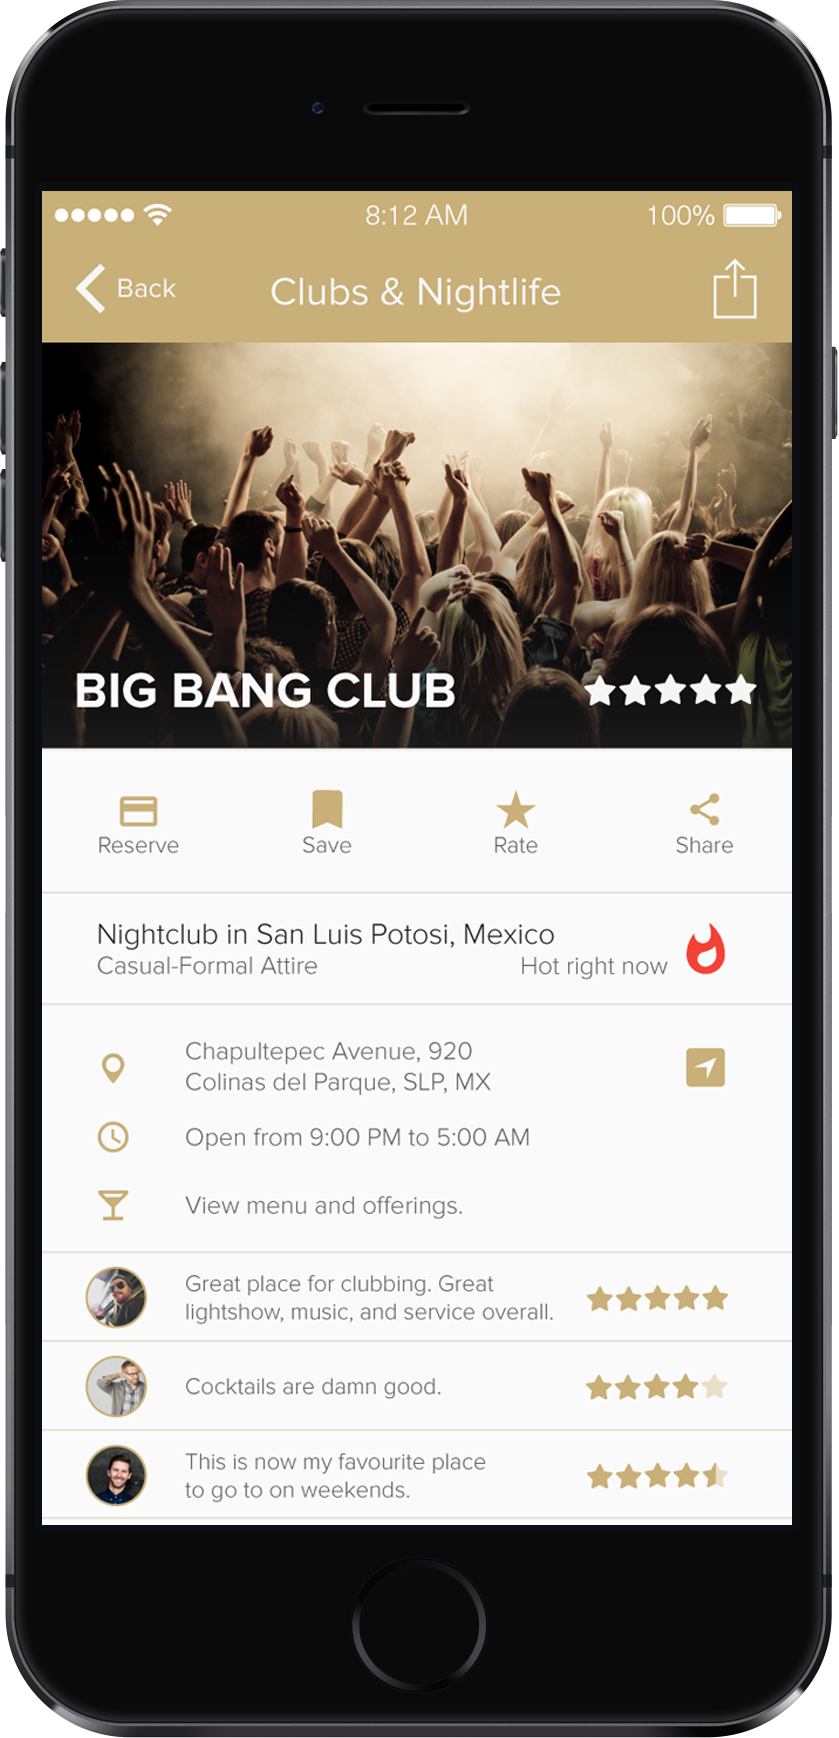 8:12 AM 100%
Back Clubs & Nightlife
BIG BANG CLUB
Reserve Save Rate Share
Nightclub in San Luis Potosi, Mexico
Casual-Formal Attire Hot right now
Chapultepec Avenue, 920
Colinas del Parque, SLP, MX
Open from 9:00 PM to 5:00 AM
View menu and offerings.
Great place for clubbing. Great
lightshow, music, and service overall.
Cocktails are damn good.
This is now my favourite place
to go to on weekends.